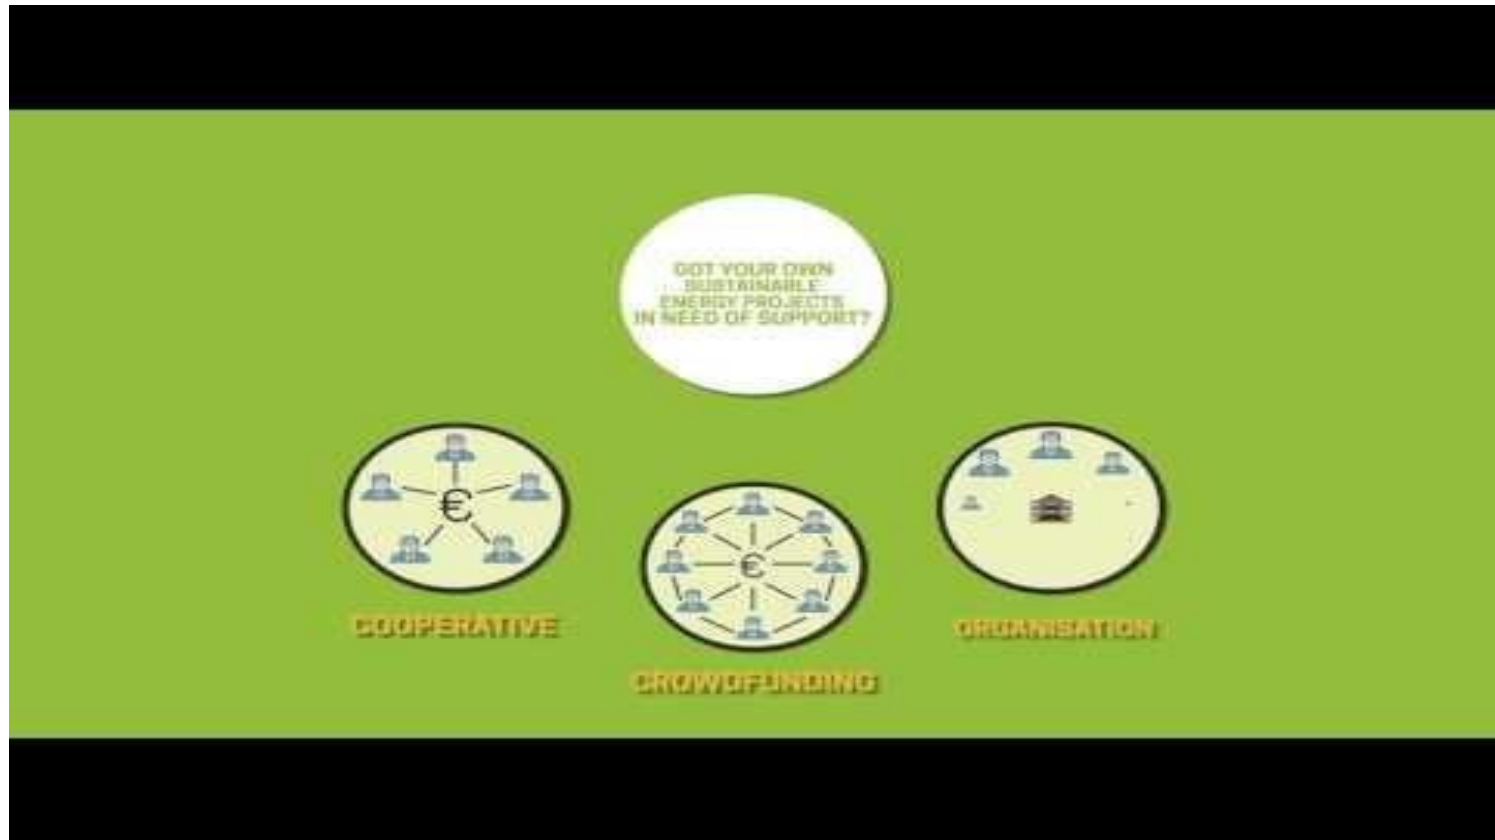 GOT YOUR OWN
SUSTAINABLE
ENERGY PROJECTS
IN NEED OF SUPPORT?
€
€
COOPERATIVE
ORGANISATION
CROWDFUNDING